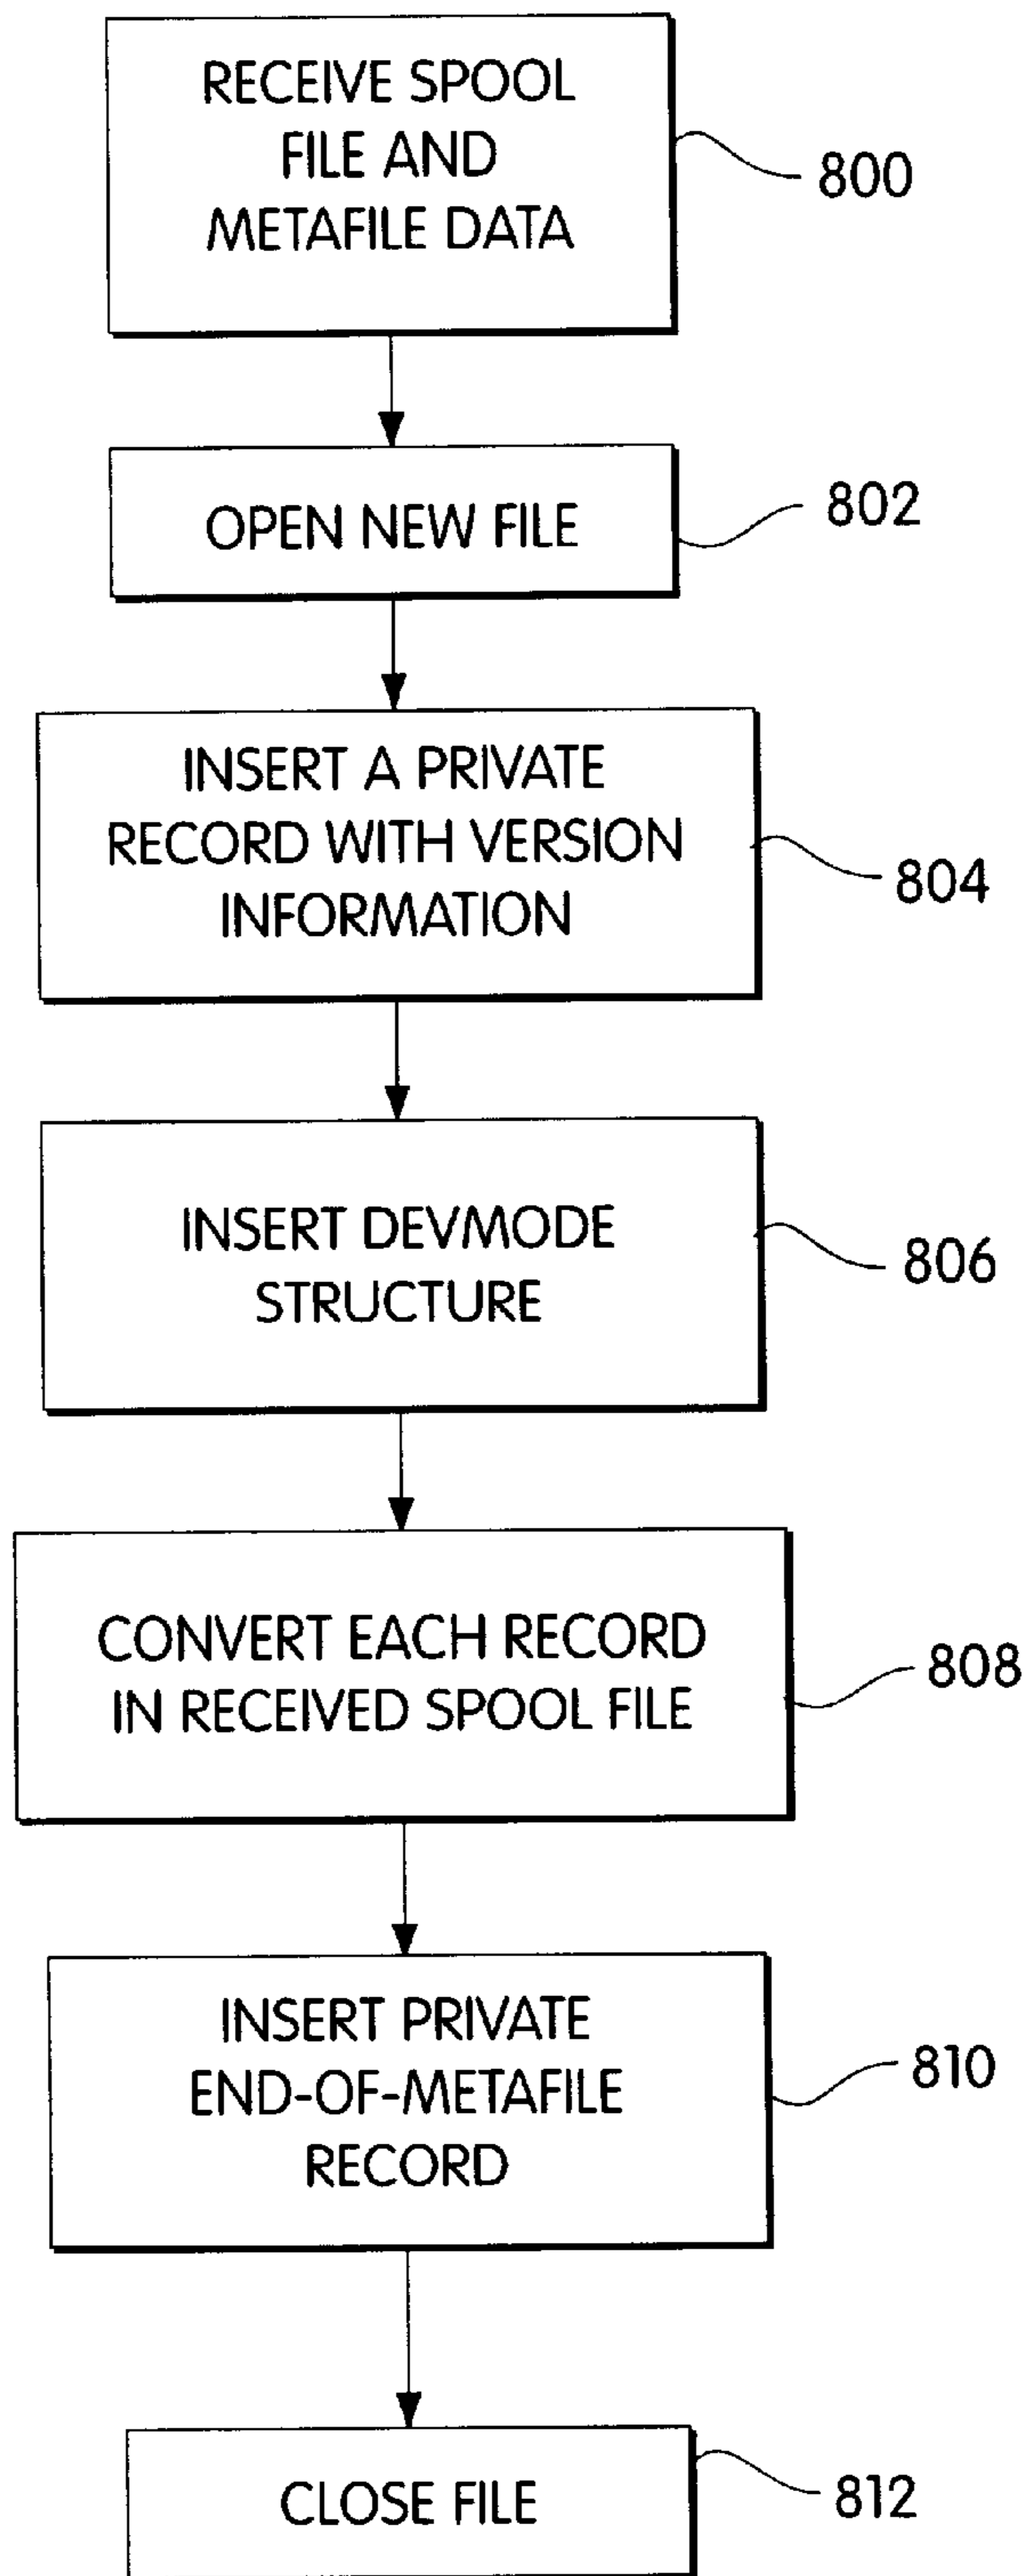 RECEIVE SPOOL
FILE AND
METAFILE DATA
800
OPEN NEW FILE
802
INSERT A PRIVATE
RECORD WITH VERSION
INFORMATION
804
INSERT DEVMODE
STRUCTURE
806
CONVERT EACH RECORD
IN RECEIVED SPOOL FILE
808
INSERT PRIVATE
END-OF-METAFILE
RECORD
810
CLOSE FILE
812